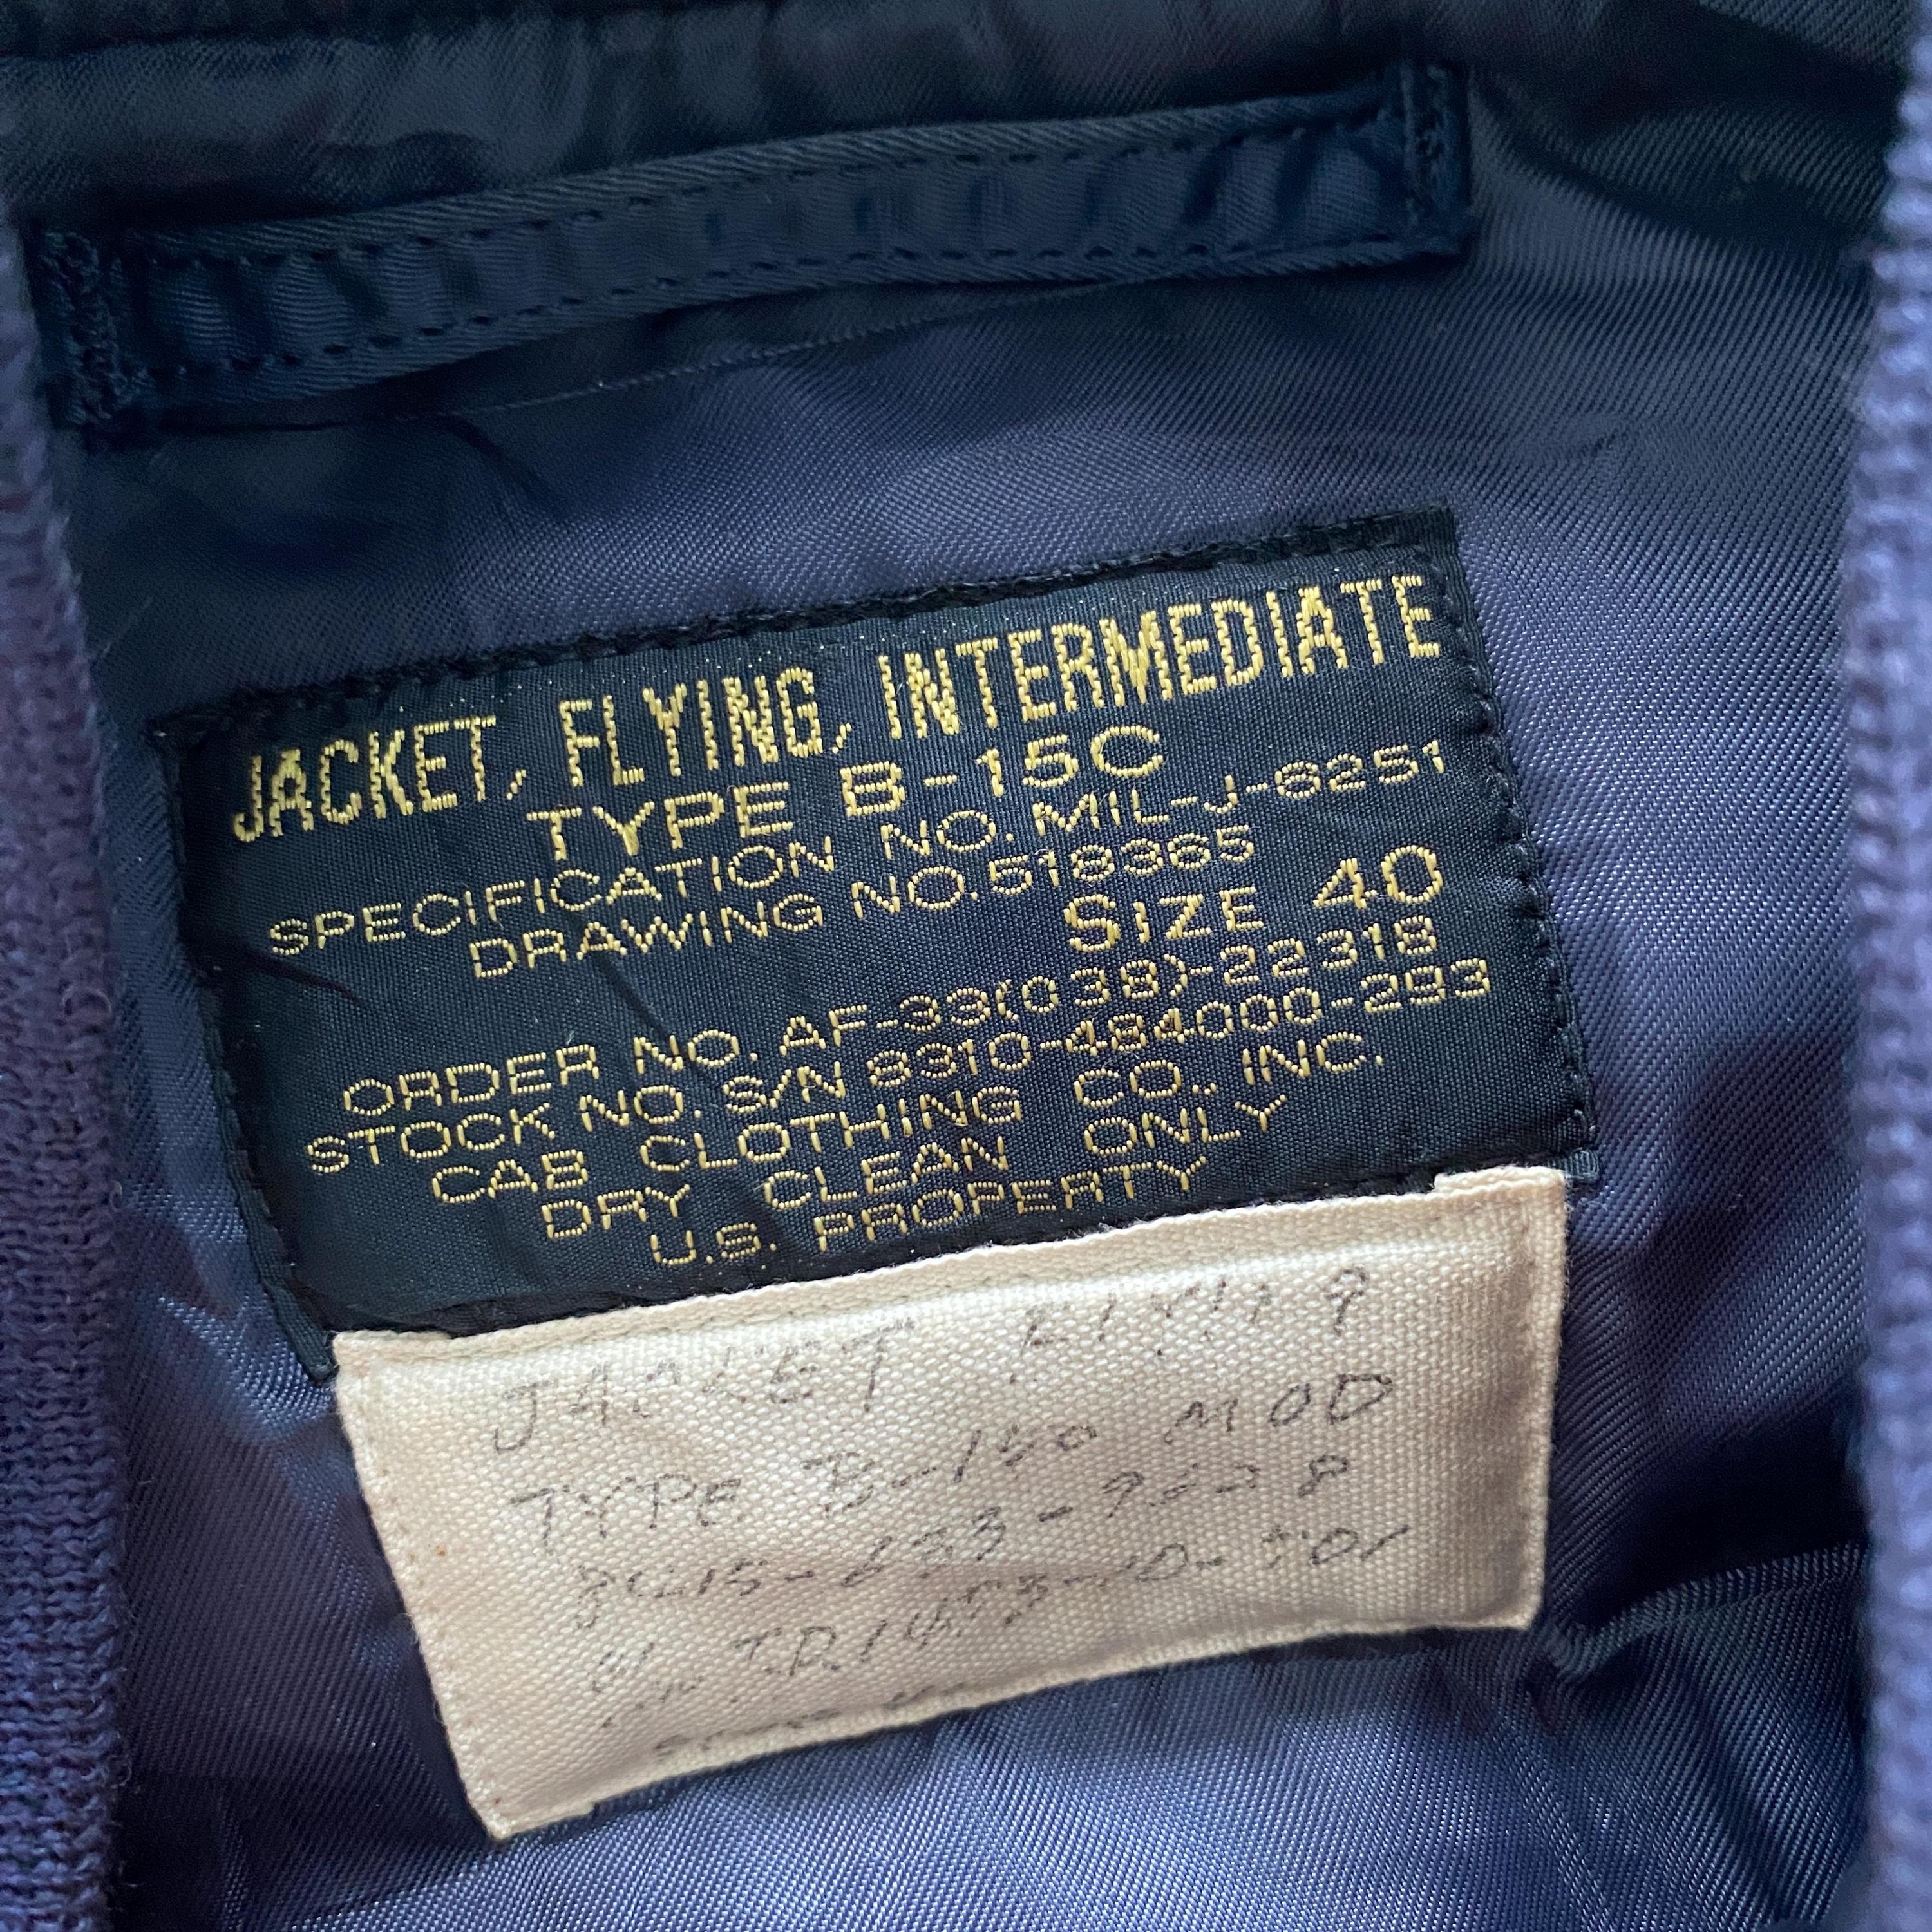 JACKET, FLYING, INTERMEDIATE
TYPE B-15C
SPECIFICATION NO. MIL-J-6251
DRAWING NO. 518365
SIZE 40
ORDER NO. AF-33(038)-22318
STOCK NO. S/N 8310-484000-293
CAB CLOTHING CO., INC.
DRY CLEAN ONLY
U.S. PROPERTY
JACKET
TYPE MOD